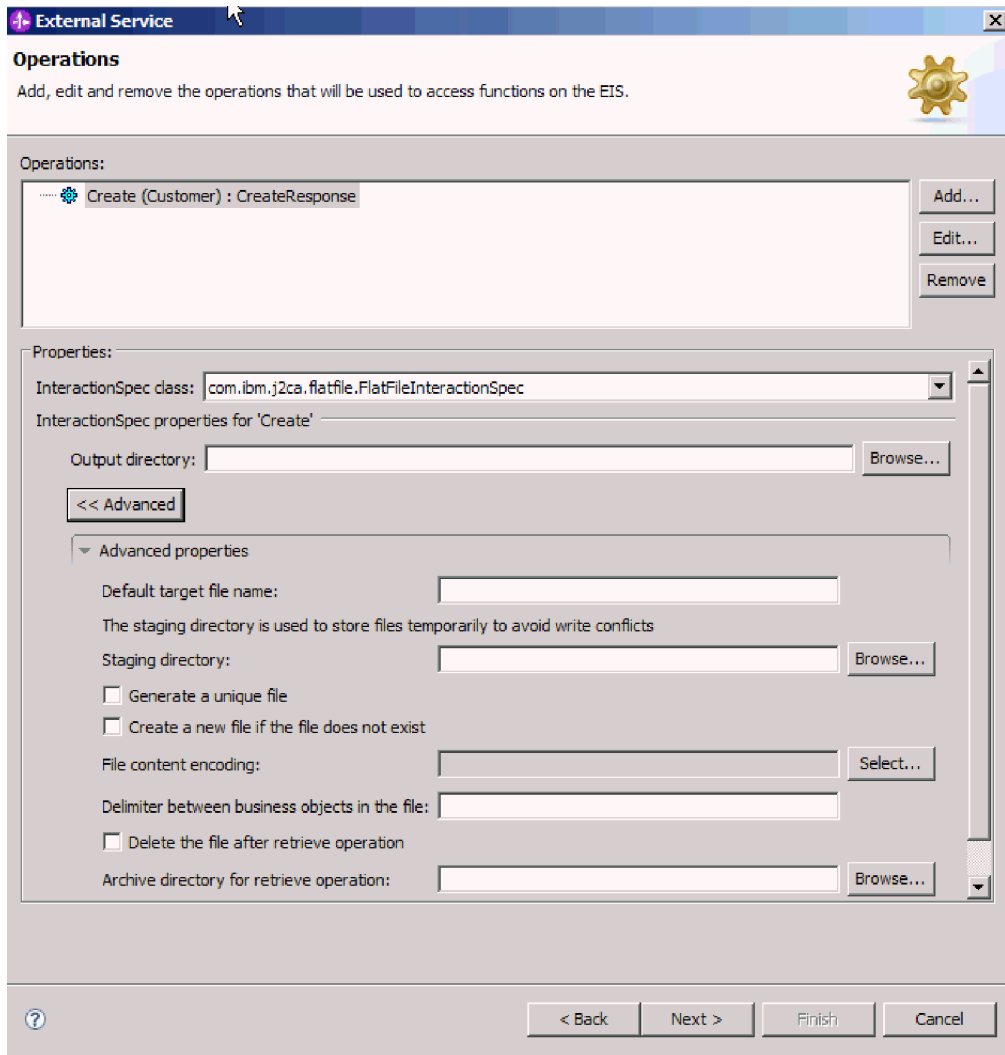 External Service
Operations
Add, edit and remove the operations that will be used to access functions on the EIS.
Operations:
Create (Customer) : CreateResponse
Add...
Edit...
Remove
Properties:
InteractionSpec class: com.ibm.j2ca.flatfile.FlatFileInteractionSpec
InteractionSpec properties for 'Create'
Output directory: Browse...
<< Advanced
Advanced properties
Default target file name:
The staging directory is used to store files temporarily to avoid write conflicts
Staging directory: Browse...
Generate a unique file
Create a new file if the file does not exist
File content encoding: Select...
Delimiter between business objects in the file:
Delete the file after retrieve operation
Archive directory for retrieve operation: Browse...
? < Back Next > Finish Cancel